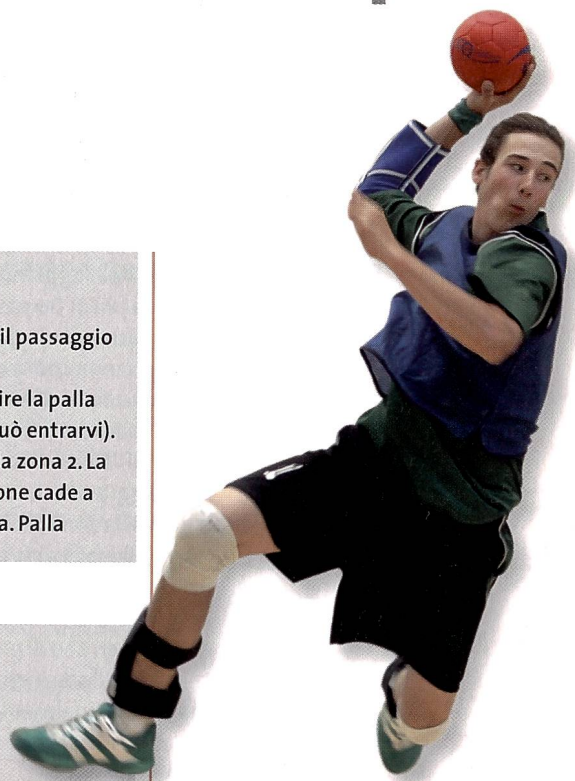 il passaggio
ire la palla
uò entrarvi).
a zona 2. La
one cade a
a. Palla